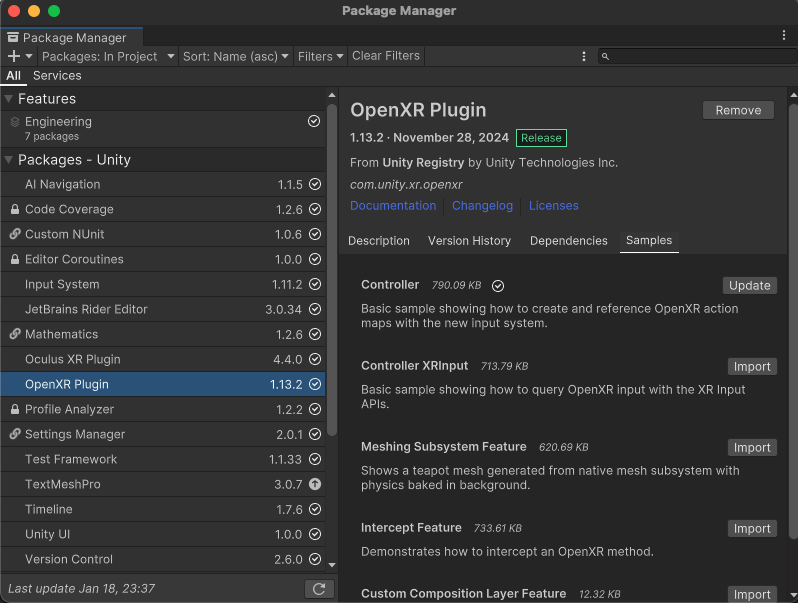 Package Manager
Package Manager
Packages: In Project Sort: Name (asc) Filters Clear Filters
All Services
Features
Engineering
7 packages
Packages - Unity
AI Navigation 1.1.5
Code Coverage 1.2.6
Custom NUnit 1.0.6
Editor Coroutines 1.0.0
Input System 1.11.2
JetBrains Rider Editor 3.0.34
Mathematics 1.2.6
Oculus XR Plugin 4.4.0
OpenXR Plugin 1.13.2
Profile Analyzer 1.2.2
Settings Manager 2.0.1
Test Framework 1.1.33
TextMeshPro 3.0.7
Timeline 1.7.6
Unity UI 1.0.0
Version Control 2.6.0
Last update Jan 18, 23:37
OpenXR Plugin Remove
1.13.2 · November 28, 2024 Release
From Unity Registry by Unity Technologies Inc.
com.unity.xr.openxr
Documentation Changelog Licenses
Description Version History Dependencies Samples
Controller 790.09 KB Update
Basic sample showing how to create and reference OpenXR action
maps with the new input system.
Controller XRInput 713.79 KB Import
Basic sample showing how to query OpenXR input with the XR Input
APIs.
Meshing Subsystem Feature 620.69 KB Import
Shows a teapot mesh generated from native mesh subsystem with
physics baked in background.
Intercept Feature 733.61 KB Import
Demonstrates how to intercept an OpenXR method.
Custom Composition Layer Feature 12.32 KB Import